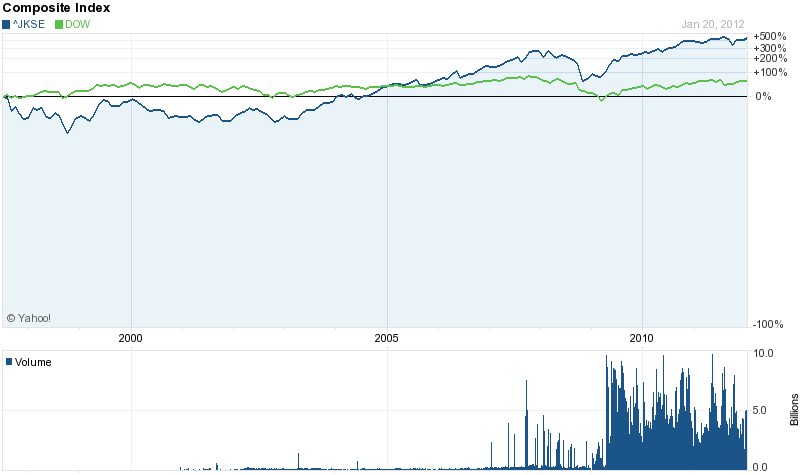 Composite Index
^JKSE DOW Jan 20, 2012
+500%
+300%
+200%
+100%
0%
-100%
© Yahoo!
2000 2005 2010
Volume
10.0
5.0
0.0
Billions